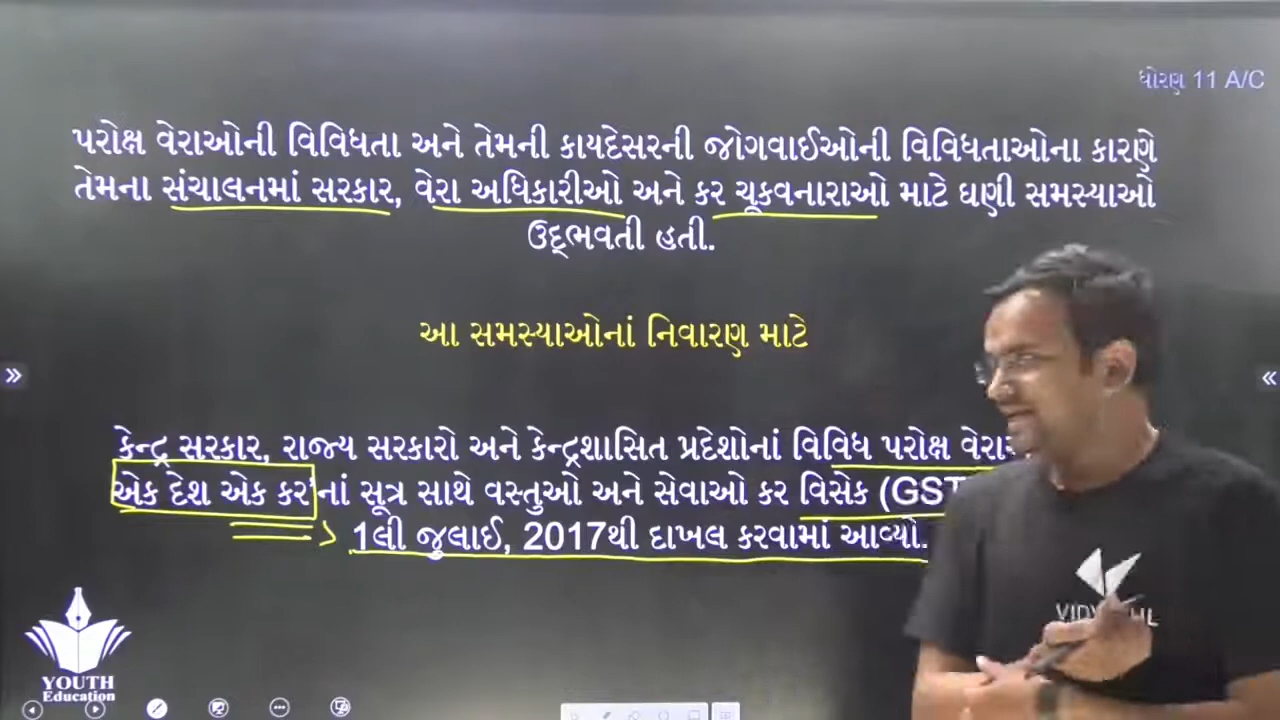 ધોરણ 11 A/C
પરોક્ષ વેરાઓની વિવિધતા અને તેમની કાયદેસરની જોગવાઈઓની વિવિધતાઓના કારણે
તેમના સંચાલનમાં સરકાર, વેરા અધિકારીઓ અને કર ચૂકવનારાઓ માટે ઘણી સમસ્યાઓ
ઉદ્‌ભવતી હતી.
આ સમસ્યાઓનાં નિવારણ માટે
કેન્દ્ર સરકાર, રાજ્ય સરકારો અને કેન્દ્રશાસિત પ્રદેશોનાં વિવિધ પરોક્ષ
એક દેશ એક કર'નાં સૂત્ર સાથે વસ્તુઓ અને સેવાઓ કર વિસેક (GST
1લી જુલાઈ, 2017થી દાખલ કરવામાં આવ્યો.
YOUTH
Education